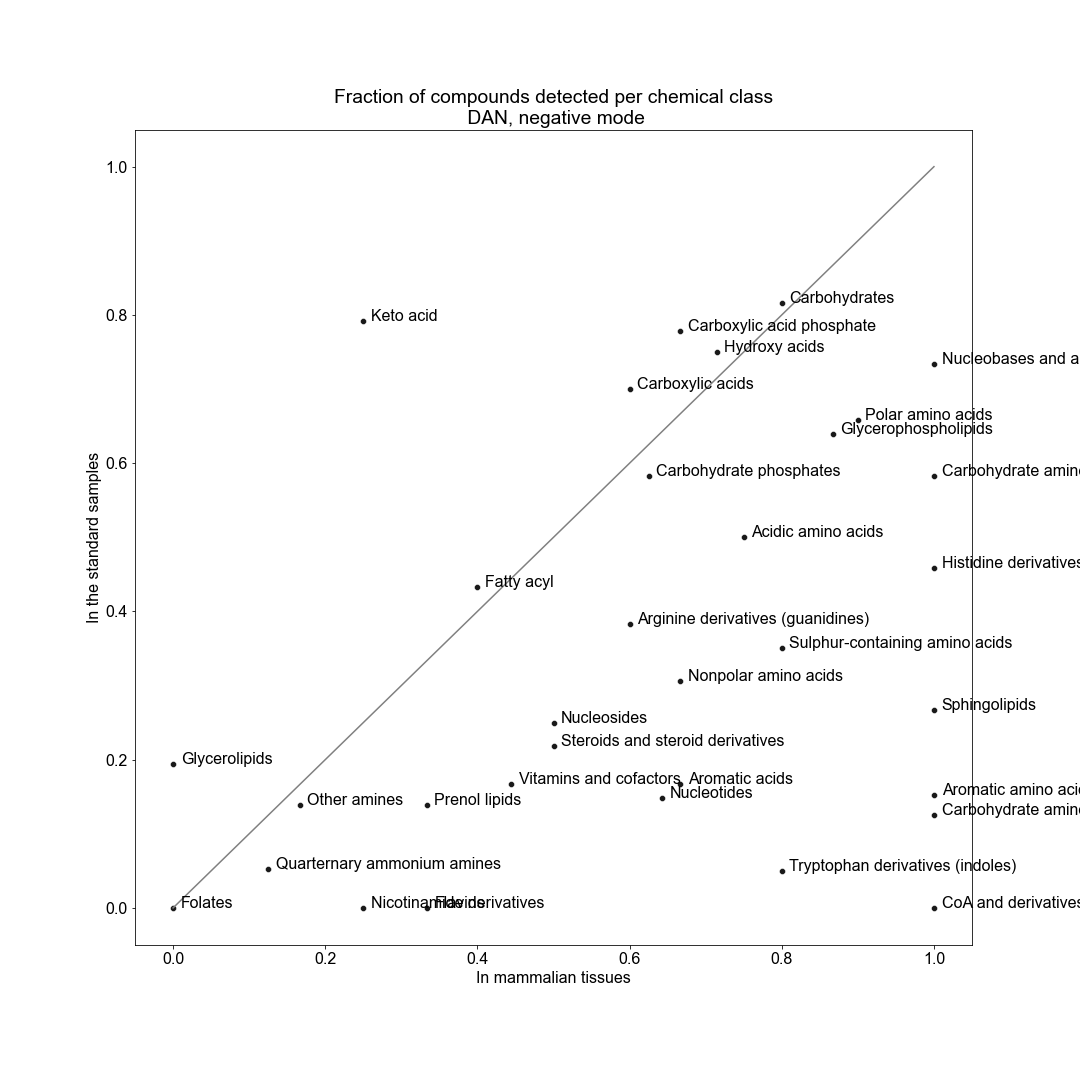 Fraction of compounds detected per chemical class
DAN, negative mode
1.0
0.8
0.6
0.4
0.2
0.0
In the standard samples
Carbohydrates
Keto acid
Carboxylic acid phosphate
Hydroxy acids
Nucleobases and a
Carboxylic acids
Polar amino acids
Glycerophospholipids
Carbohydrate phosphates
Carbohydrate amin
Acidic amino acids
Histidine derivatives
Fatty acyl
Arginine derivatives (guanidines)
Sulphur-containing amino acids
Nonpolar amino acids
Sphingolipids
Nucleosides
Steroids and steroid derivatives
Glycerolipids
Vitamins and cofactors
Aromatic acids
Nucleotides
Aromatic amino aci
Other amines
Prenol lipids
Carbohydrate amin
Quarternary ammonium amines
Tryptophan derivatives (indoles)
Folates
Nicotinamide derivatives
Flavins
CoA and derivatives
0.0 0.2 0.4 0.6 0.8 1.0
In mammalian tissues